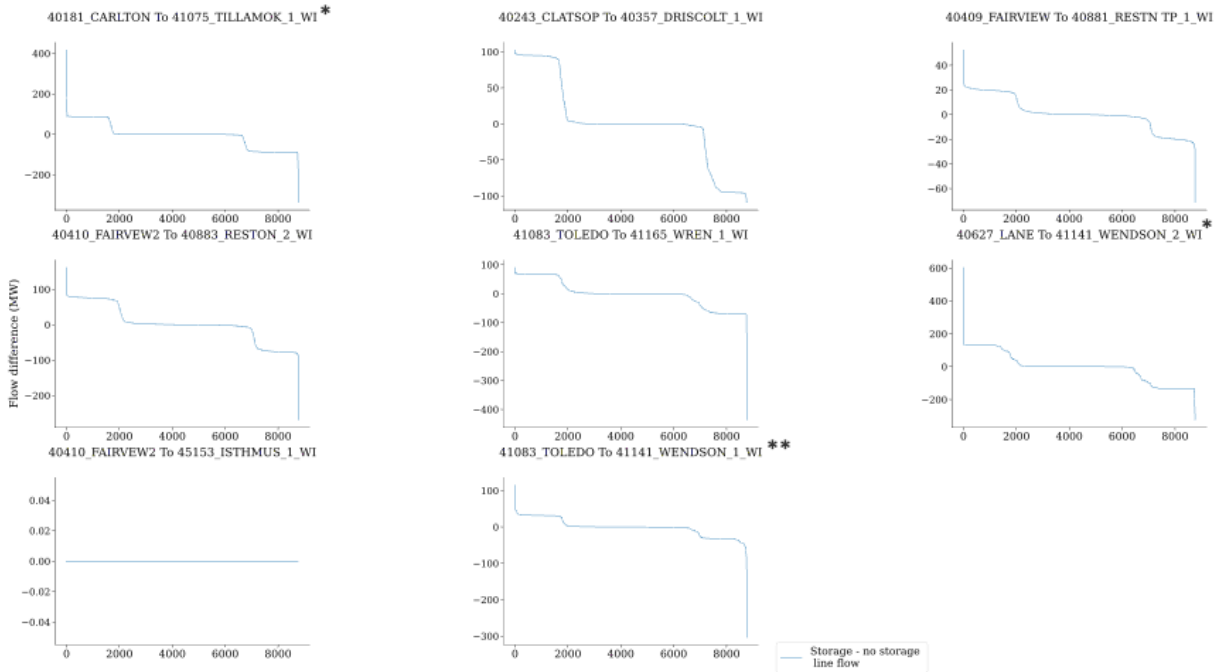 40181_CARLTON To 41075_TILLAMOK_1_WI *
40243_CLATSOP To 40357_DRISCOLT_1_WI
40409_FAIRVIEW To 40881_RESTN TP_1_WI
400
200
0
−200
0 2000 4000 6000 8000
100
50
0
−50
−100
0 2000 4000 6000 8000
40
20
0
−20
−40
−60
0 2000 4000 6000 8000
40410_FAIRVEW2 To 40883_RESTON_2_WI
41083_TOLEDO To 41165_WREN_1_WI
40627_LANE To 41141_WENDSON_2_WI *
Flow difference (MW)
100
0
−100
−200
0 2000 4000 6000 8000
100
0
−100
−200
−300
−400
0 2000 4000 6000 8000
600
400
200
0
−200
0 2000 4000 6000 8000
40410_FAIRVEW2 To 45153_ISTHMUS_1_WI
41083_TOLEDO To 41141_WENDSON_1_WI **
0.04
0.02
0.00
−0.02
−0.04
0 2000 4000 6000 8000
100
0
−100
−200
−300
0 2000 4000 6000 8000
Storage - no storage
line flow